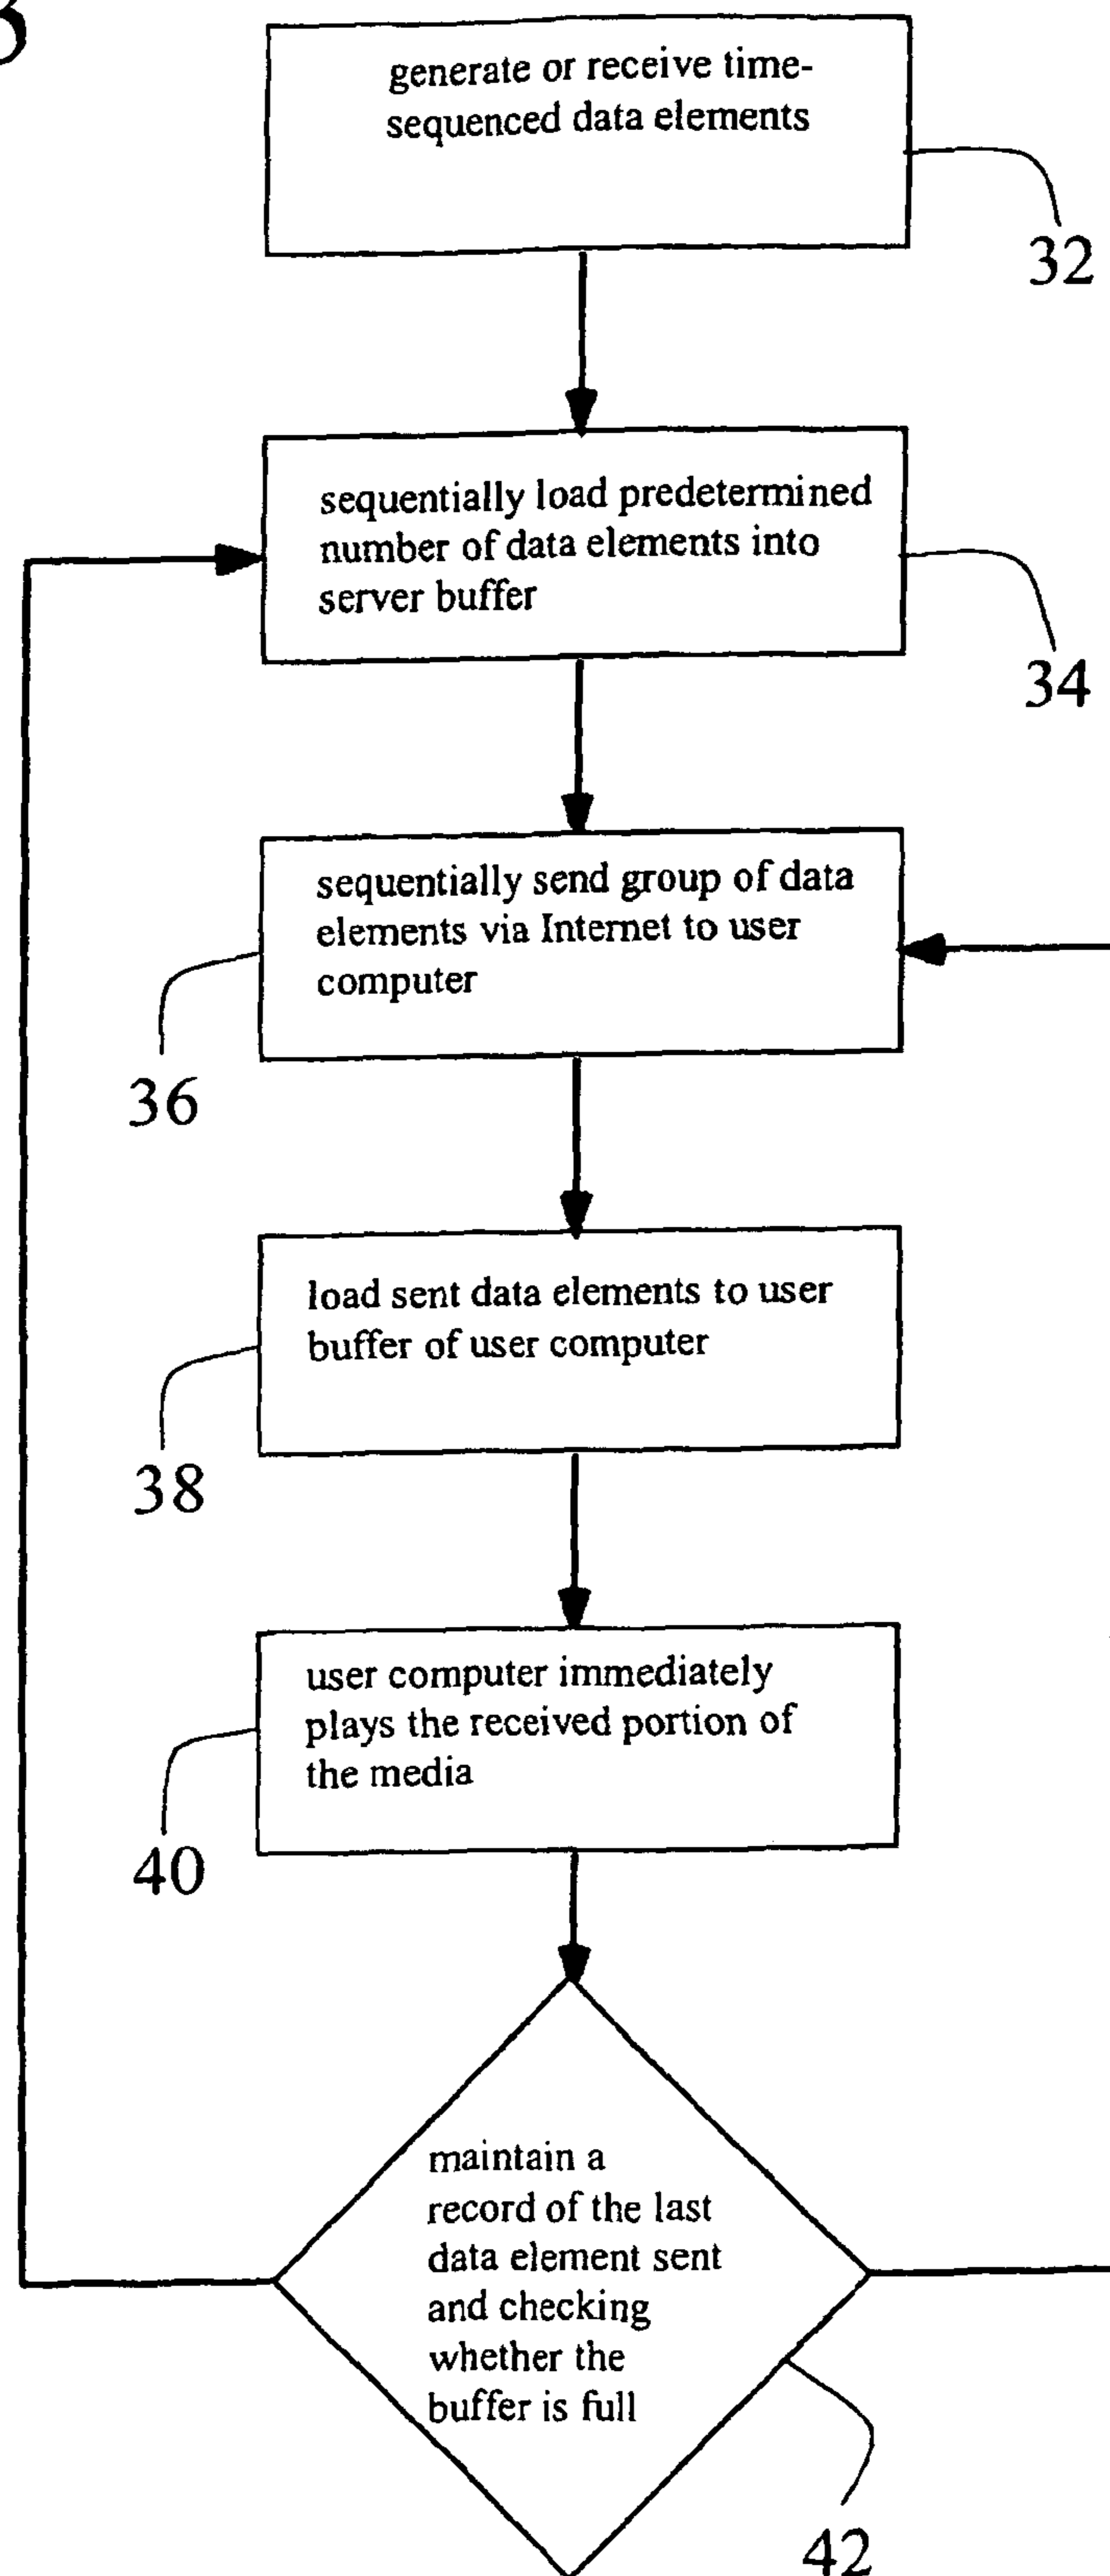 generate or receive time-
sequenced data elements
32
sequentially load predetermined
number of data elements into
server buffer
34
sequentially send group of data
elements via Internet to user
computer
36
load sent data elements to user
buffer of user computer
38
user computer immediately
plays the received portion of
the media
40
maintain a
record of the last
data element sent
and checking
whether the
buffer is full
42